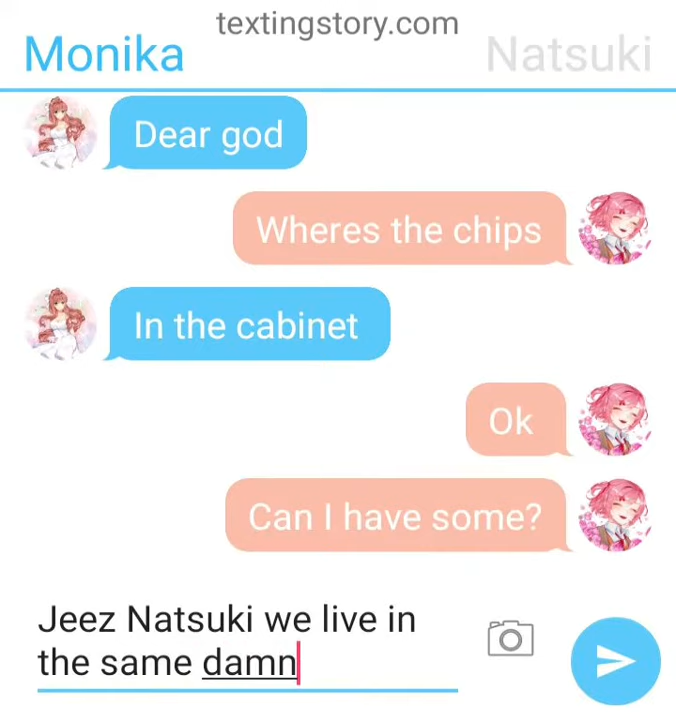 textingstory.com
Monika
Natsuki
Dear god
Wheres the chips
In the cabinet
Ok
Can I have some?
Jeez Natsuki we live in
the same damn